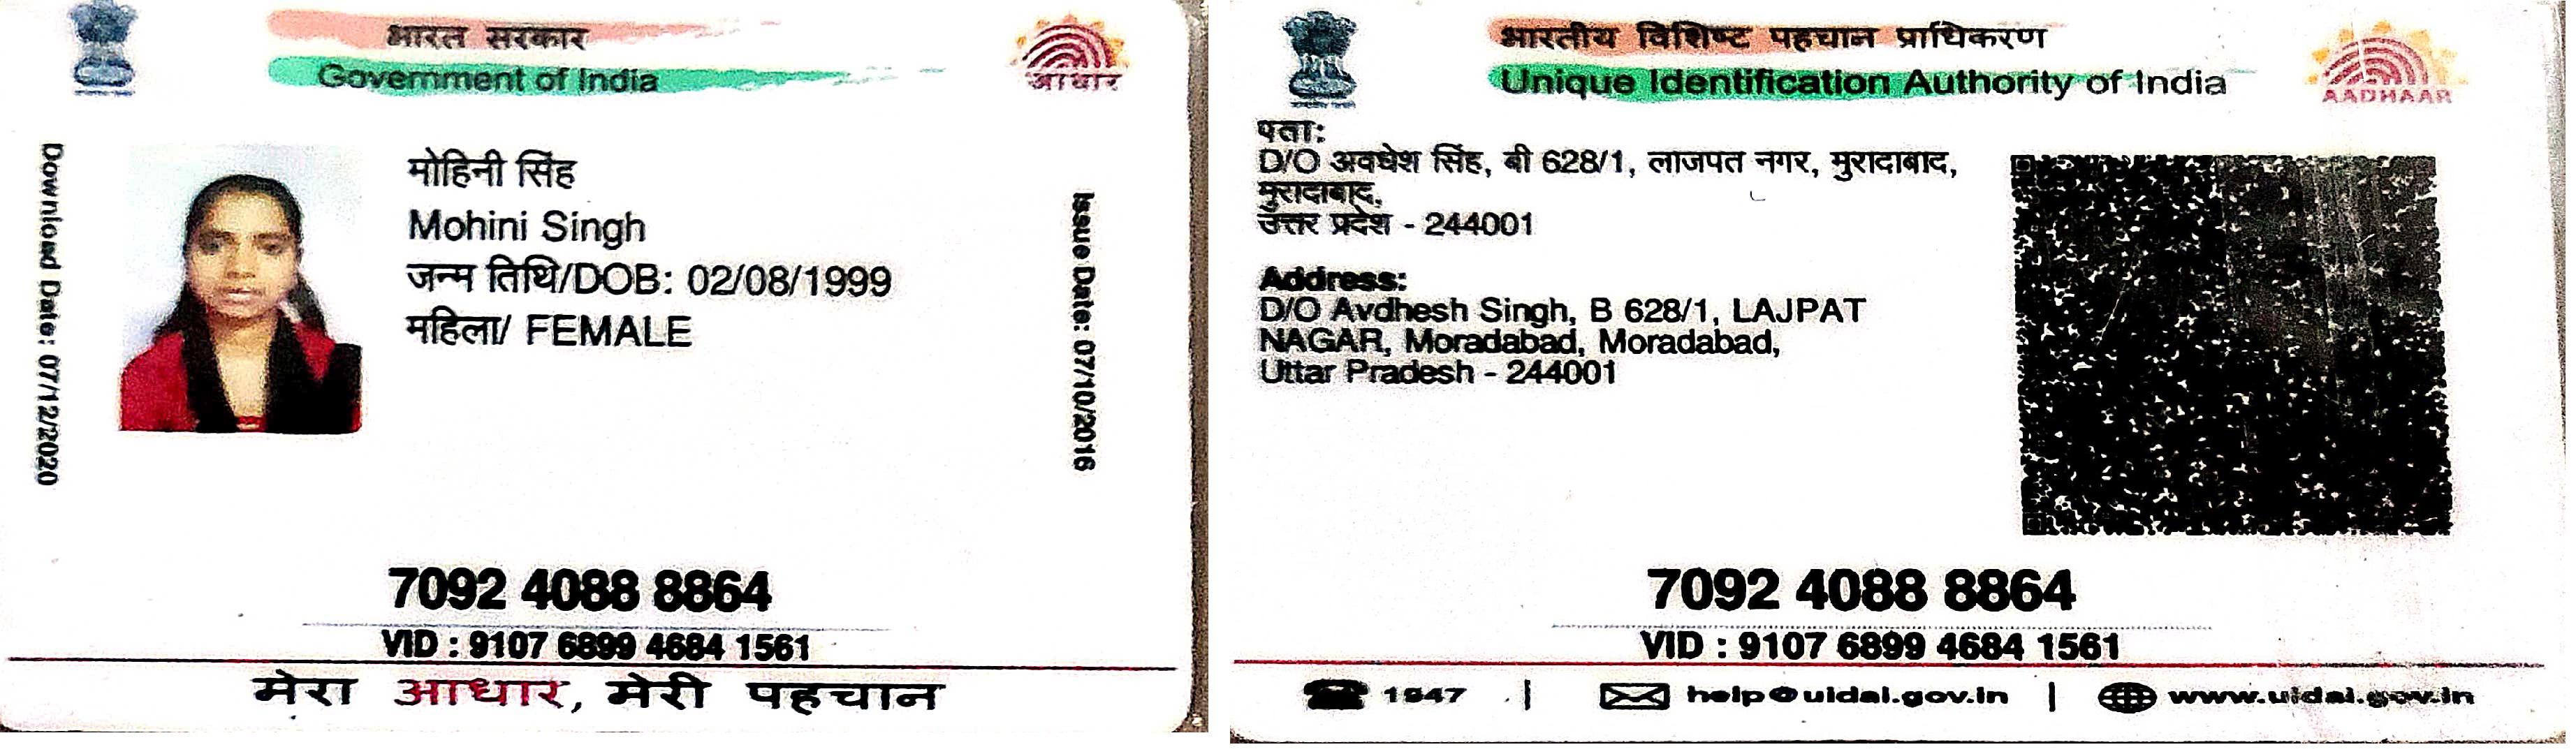 भारत सरकार
Government of India
आधार
Download Date: 07/12/2020
मोहिनी सिंह
Mohini Singh
जन्म तिथि/DOB: 02/08/1999
महिला/ FEMALE
Issue Date: 07/10/2016
7092 4088 8864
VID : 9107 6899 4684 1561
मेरा आधार, मेरी पहचान
भारतीय विशिष्ट पहचान प्राधिकरण
Unique Identification Authority of India
AADHAAR
पता:
D/O अवधेश सिंह, बी 628/1, लाजपत नगर, मुरादाबाद,
मुरादाबाद,
उत्तर प्रदेश - 244001
Address:
D/O Avdhesh Singh, B 628/1, LAJPAT
NAGAR, Moradabad, Moradabad,
Uttar Pradesh - 244001
7092 4088 8864
VID : 9107 6899 4684 1561
1947 | help@uidai.gov.in | www.uidai.gov.in